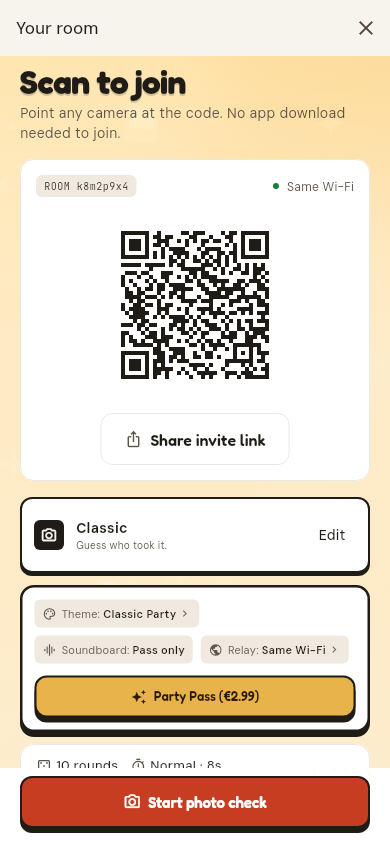 Your room
Scan to join
Point any camera at the code. No app download
needed to join.
ROOM k8m2p9x4
Same Wi-Fi
Share invite link
Classic
Guess who took it.
Edit
Theme: Classic Party
Soundboard: Pass only
Relay: Same Wi-Fi
Party Pass (€2.99)
10 rounds
Normal · 8s
Start photo check